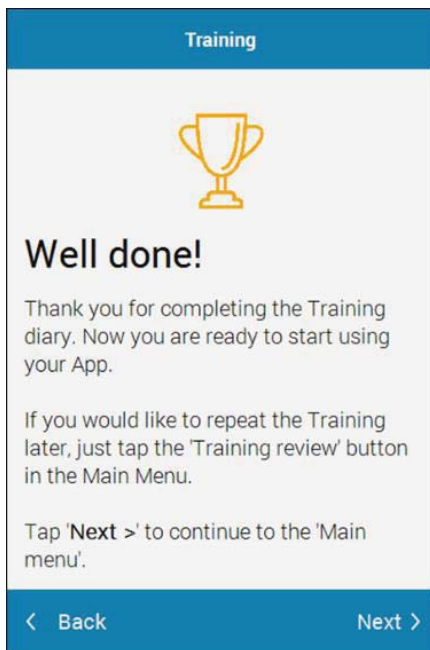 Training
Well done!
Thank you for completing the Training
diary. Now you are ready to start using
your App.
If you would like to repeat the Training
later, just tap the 'Training review' button
in the Main Menu.
Tap 'Next >' to continue to the 'Main
menu'.
< Back
Next >